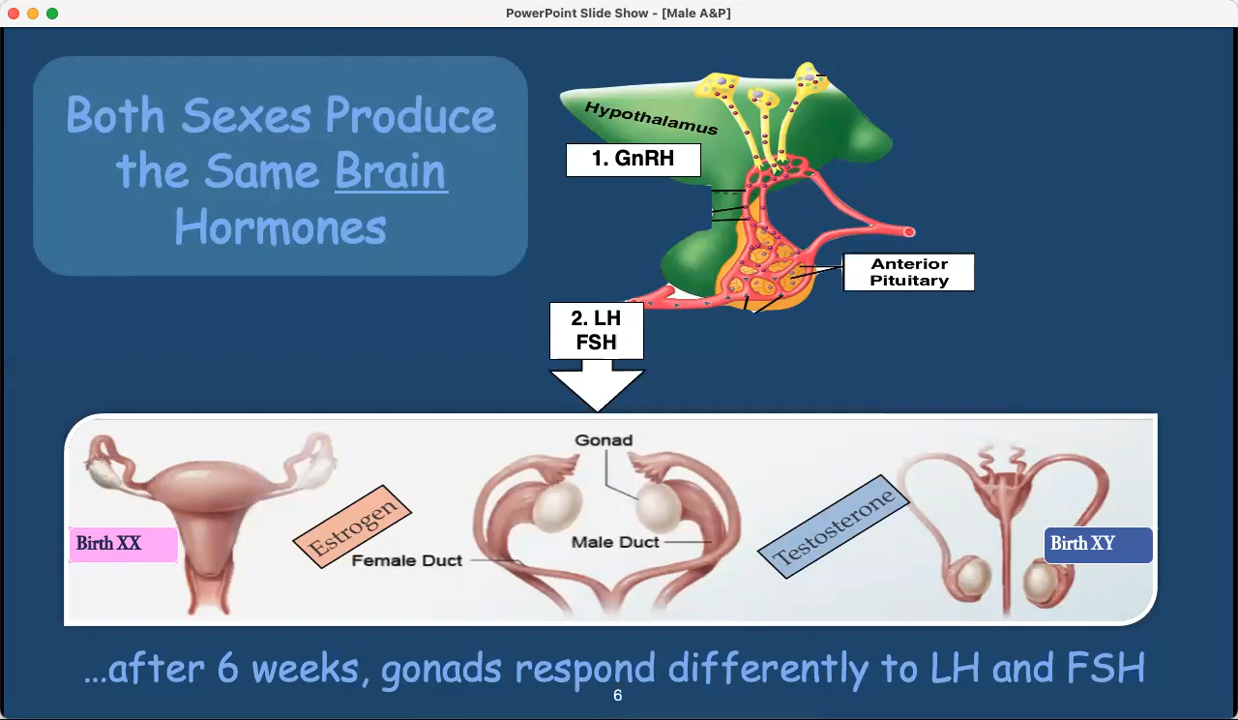 PowerPoint Slide Show - [Male A&P]
Both Sexes Produce
the Same Brain
Hormones
Hypothalamus
1. GnRH
Anterior
Pituitary
2. LH
FSH
Gonad
Birth XX
Estrogen
Female Duct
Male Duct
Testosterone
Birth XY
...after 6 weeks, gonads respond differently to LH and FSH
6